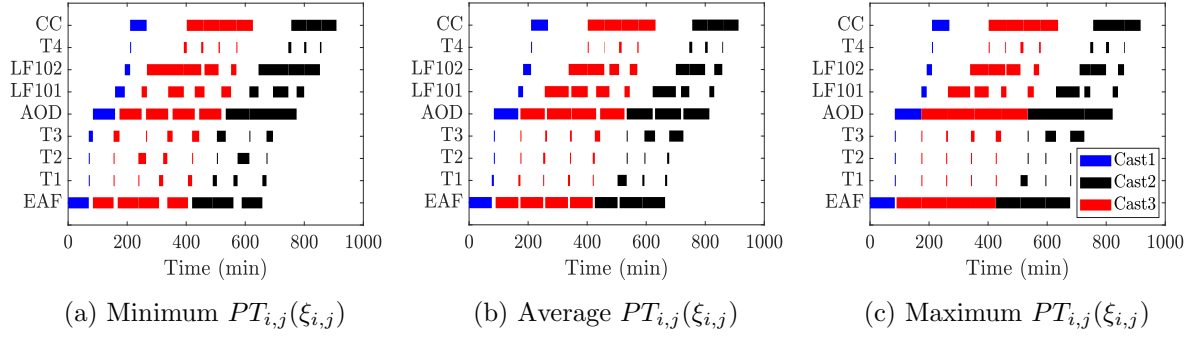 CC
T4
LF102
LF101
AOD
T3
T2
T1
EAF
0 200 400 600 800 1000
Time (min)
(a) Minimum $PT_{i,j}(\xi_{i,j})$
CC
T4
LF102
LF101
AOD
T3
T2
T1
EAF
0 200 400 600 800 1000
Time (min)
(b) Average $PT_{i,j}(\xi_{i,j})$
CC
T4
LF102
LF101
AOD
T3
T2
T1
EAF
Cast1
Cast2
Cast3
0 200 400 600 800 1000
Time (min)
(c) Maximum $PT_{i,j}(\xi_{i,j})$